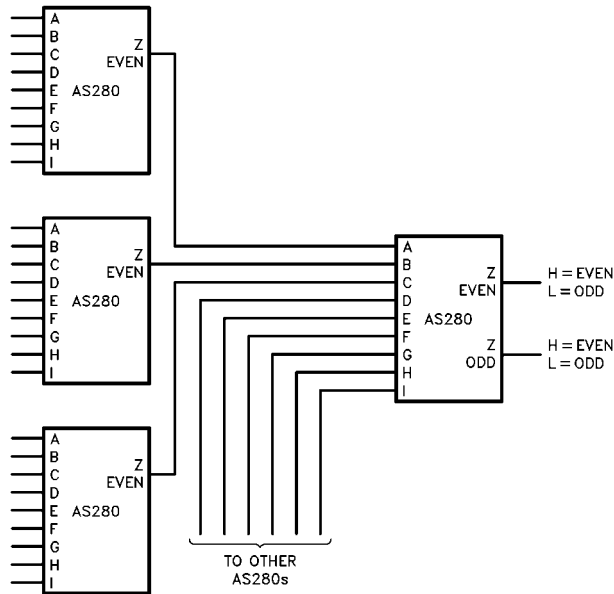 A
B
C
D
E
F
G
H
I
Z
EVEN
AS280
A
B
C
D
E
F
G
H
I
Z
EVEN
AS280
A
B
C
D
E
F
G
H
I
Z
EVEN
AS280
A
B
C
D
E
F
G
H
I
Z
EVEN
AS280
Z
ODD
H = EVEN
L = ODD
H = EVEN
L = ODD
TO OTHER
AS280s